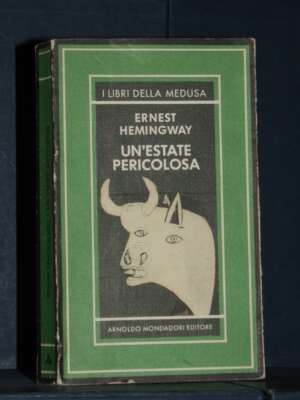 I LIBRI DELLA MEDUSA
ERNEST
HEMINGWAY
UN'ESTATE
PERICOLOSA
ARNOLDO MONDADORI EDITORE